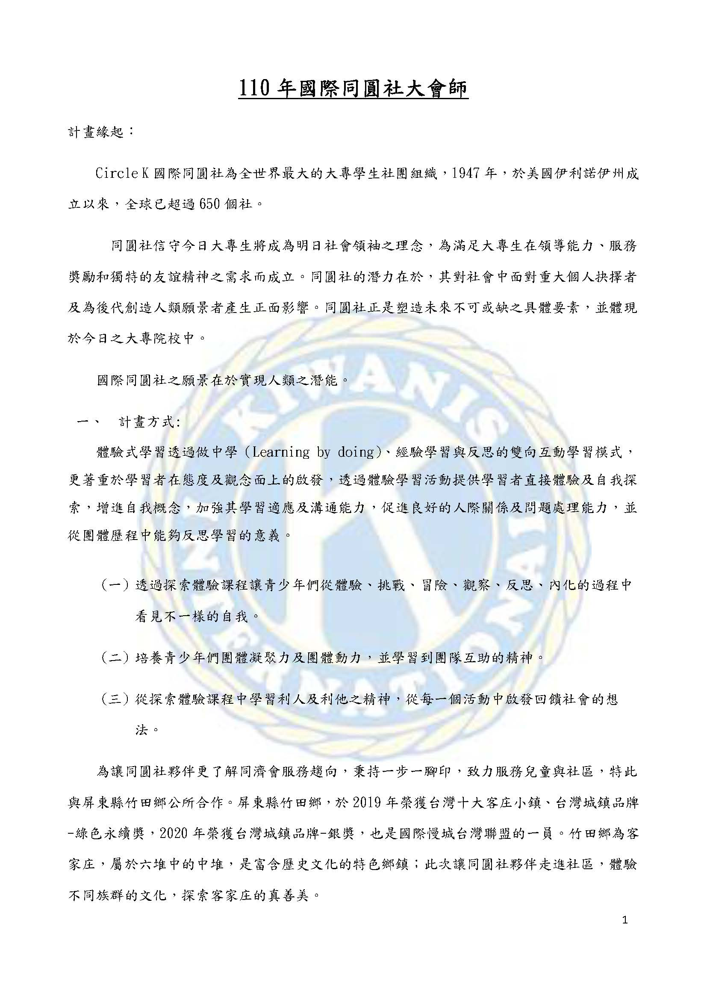 110 年國際同圓社大會師
計畫緣起：
Circle K 國際同圓社為全世界最大的大專學生社團組織，1947 年，於美國伊利諾伊州成
立以來，全球已超過 650 個社。
同圓社信守今日大專生將成為明日社會領袖之理念，為滿足大專生在領導能力、服務
獎勵和獨特的友誼精神之需求而成立。同圓社的潛力在於，其對社會中面對重大個人抉擇者
及為後代創造人類願景者產生正面影響。同圓社正是塑造未來不可或缺之具體要素，並體現
於今日之大專院校中。
國際同圓社之願景在於實現人類之潛能。
一、 計畫方式:
體驗式學習透過做中學（Learning by doing)、經驗學習與反思的雙向互動學習模式，
更著重於學習者在態度及觀念面上的啟發，透過體驗學習活動提供學習者直接體驗及自我探
索，增進自我概念，加強其學習適應及溝通能力，促進良好的人際關係及問題處理能力，並
從團體歷程中能夠反思學習的意義。
（一）透過探索體驗課程讓青少年們從體驗、挑戰、冒險、觀察、反思、內化的過程中
看見不一樣的自我。
（二）培養青少年們團體凝聚力及團體動力，並學習到團隊互助的精神。
（三）從探索體驗課程中學習利人及利他之精神，從每一個活動中啟發回饋社會的想
法。
為讓同圓社夥伴更了解同濟會服務趨向，秉持一步一腳印，致力服務兒童與社區，特此
與屏東縣竹田鄉公所合作。屏東縣竹田鄉，於 2019 年榮獲台灣十大客庄小鎮、台灣城鎮品牌
-綠色永續獎，2020 年榮獲台灣城鎮品牌-銀獎，也是國際慢城台灣聯盟的一員。竹田鄉為客
家庄，屬於六堆中的中堆，是富含歷史文化的特色鄉鎮；此次讓同圓社夥伴走進社區，體驗
不同族群的文化，探索客家庄的真善美。
1
KIWANIS
INTERNATIONAL
K